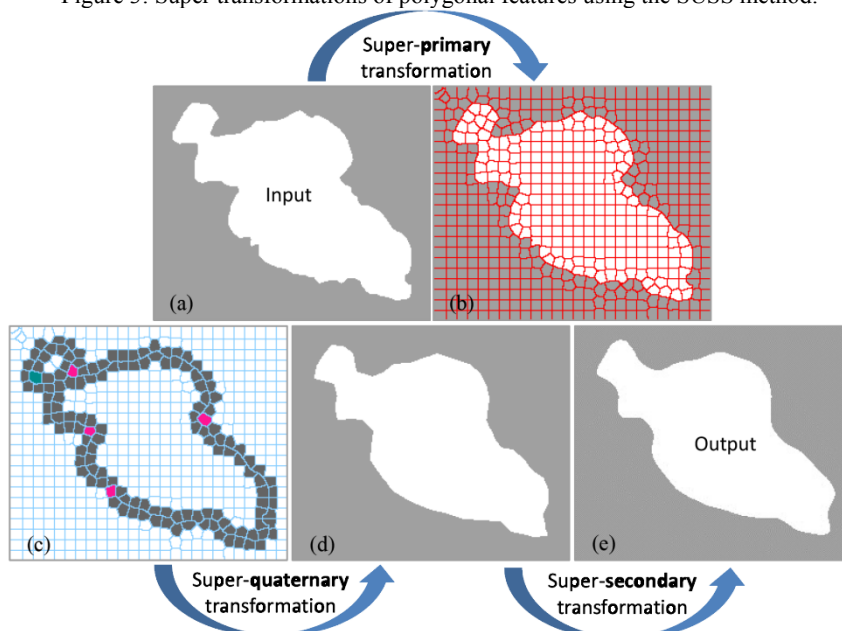 Figure 3. Super transformations of polygonal features using the SUSS method.
Super-primary
transformation
Input
(a)
(b)
(c)
(d)
Output
(e)
Super-quaternary
transformation
Super-secondary
transformation